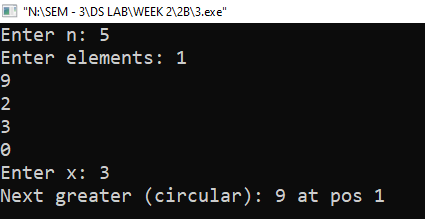 "N:\SEM - 3\DS LAB\WEEK 2\2B\3.exe"
Enter n: 5
Enter elements: 1
9
2
3
0
Enter x: 3
Next greater (circular): 9 at pos 1